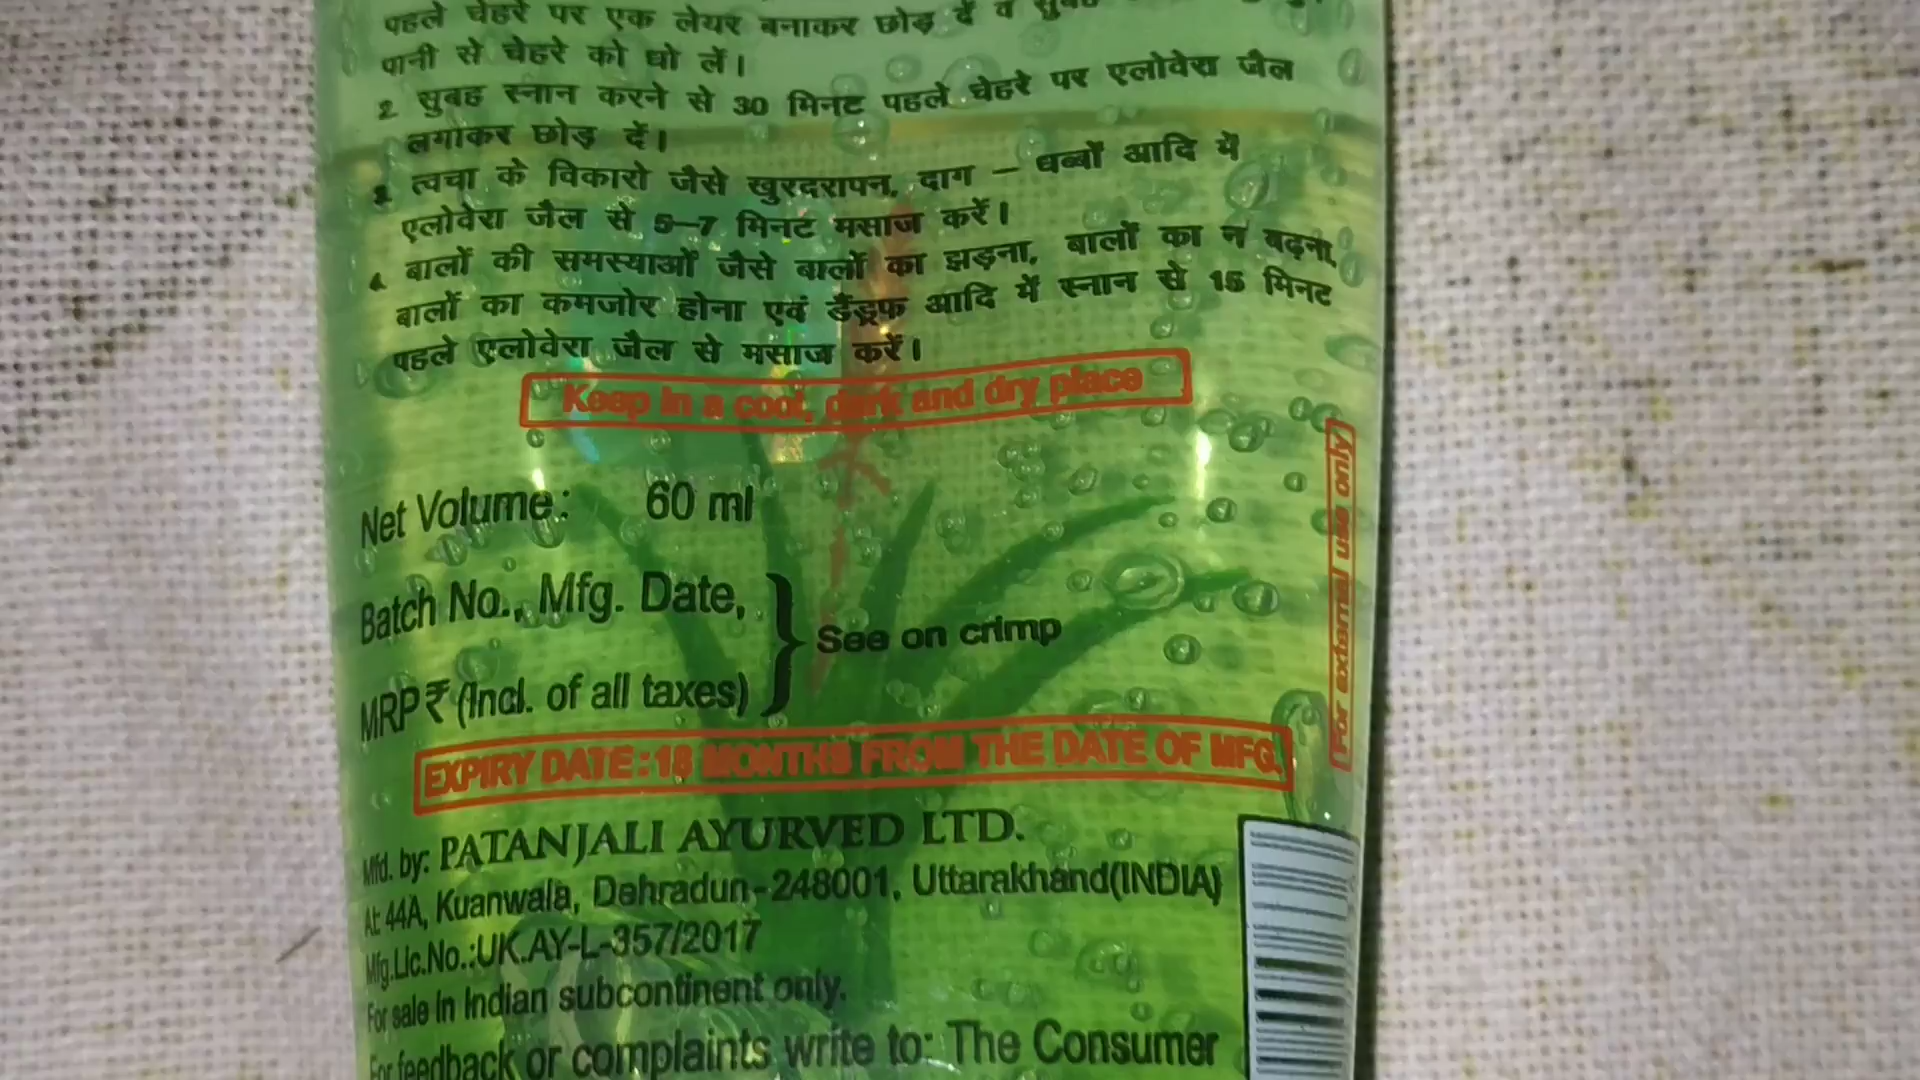 पहले चेहरे पर एक लेयर बनाकर छोड़ दें व सुबह
पानी से चेहरे को धो लें।
2 सुबह स्नान करने से 30 मिनट पहले चेहरे पर एलोवेरा जैल
लगाकर छोड़ दें।
3 त्वचा के विकारो जैसे खुरदरापन, दाग – धब्बों आदि में
एलोवेरा जैल से 5–7 मिनट मसाज करें।
4 बालों की समस्याओं जैसे बालों का झड़ना, बालों का न बढ़ना,
बालों का कमजोर होना एवं डैंड्रफ आदि में स्नान से 15 मिनट
पहले एलोवेरा जैल से मसाज करें।
Keep in a cool, dark and dry place
For external use only
Net Volume: 60 ml
Batch No., Mfg. Date,
MRP ₹ (Incl. of all taxes)
See on crimp
EXPIRY DATE:18 MONTHS FROM THE DATE OF MFG.
Mfd. by: PATANJALI AYURVED LTD.
At: 44A, Kuanwala, Dehradun-248001, Uttarakhand(INDIA)
Mfg.Lic.No.:UK.AY-L-357/2017
For sale in Indian subcontinent only.
For feedback or complaints write to: The Consumer